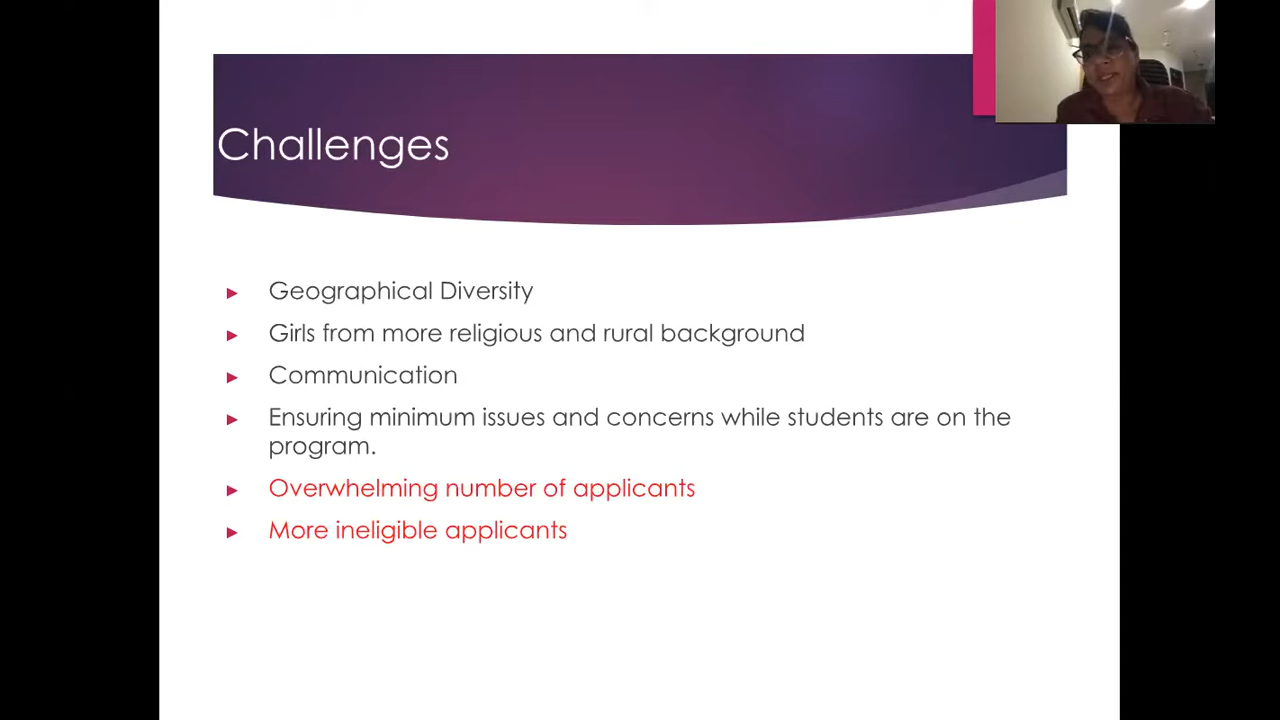 Challenges
Geographical Diversity
Girls from more religious and rural background
Communication
Ensuring minimum issues and concerns while students are on the
program.
Overwhelming number of applicants
More ineligible applicants